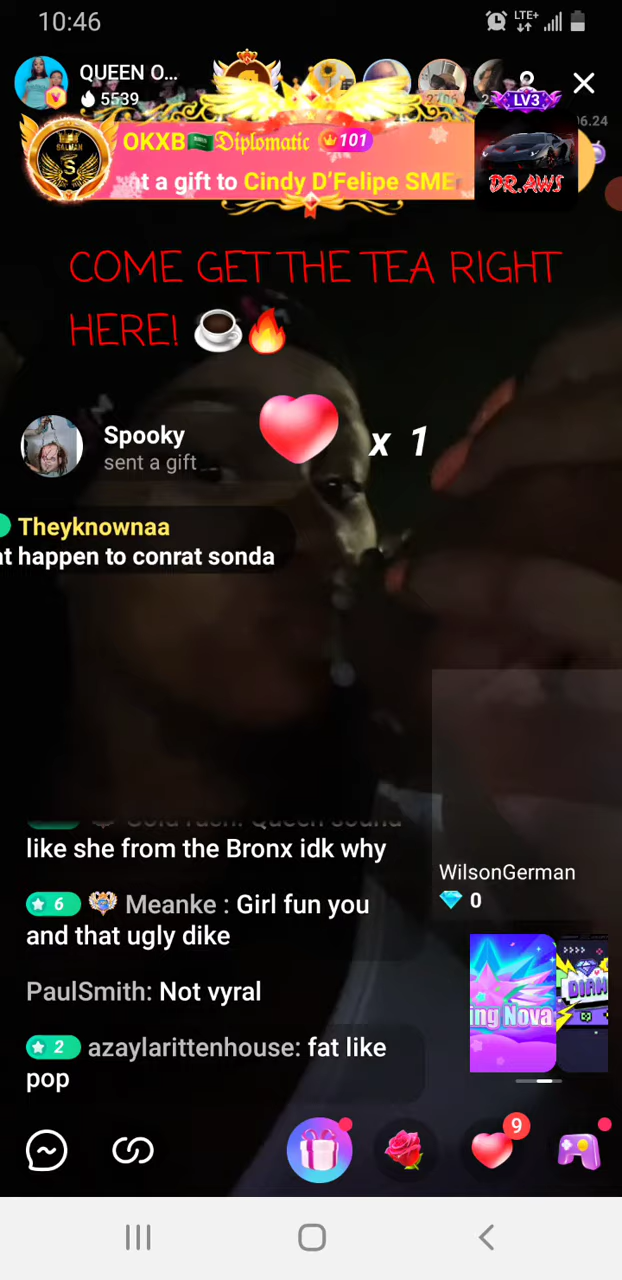 10:46
LTE+
QUEEN O...
5539
LV3
SALMAN
S
OKXB🇸🇦Diplomatic 101
t a gift to Cindy D'Felipe SME
DR.AWS
COME GET THE TEA RIGHT
HERE! ☕🔥
Spooky
sent a gift
x 1
Theyknownaa
at happen to conrat sonda
like she from the Bronx idk why
6 Meanke : Girl fun you
and that ugly dike
WilsonGerman
0
PaulSmith: Not vyral
ing Nova
2 azaylarittenhouse: fat like
pop
9